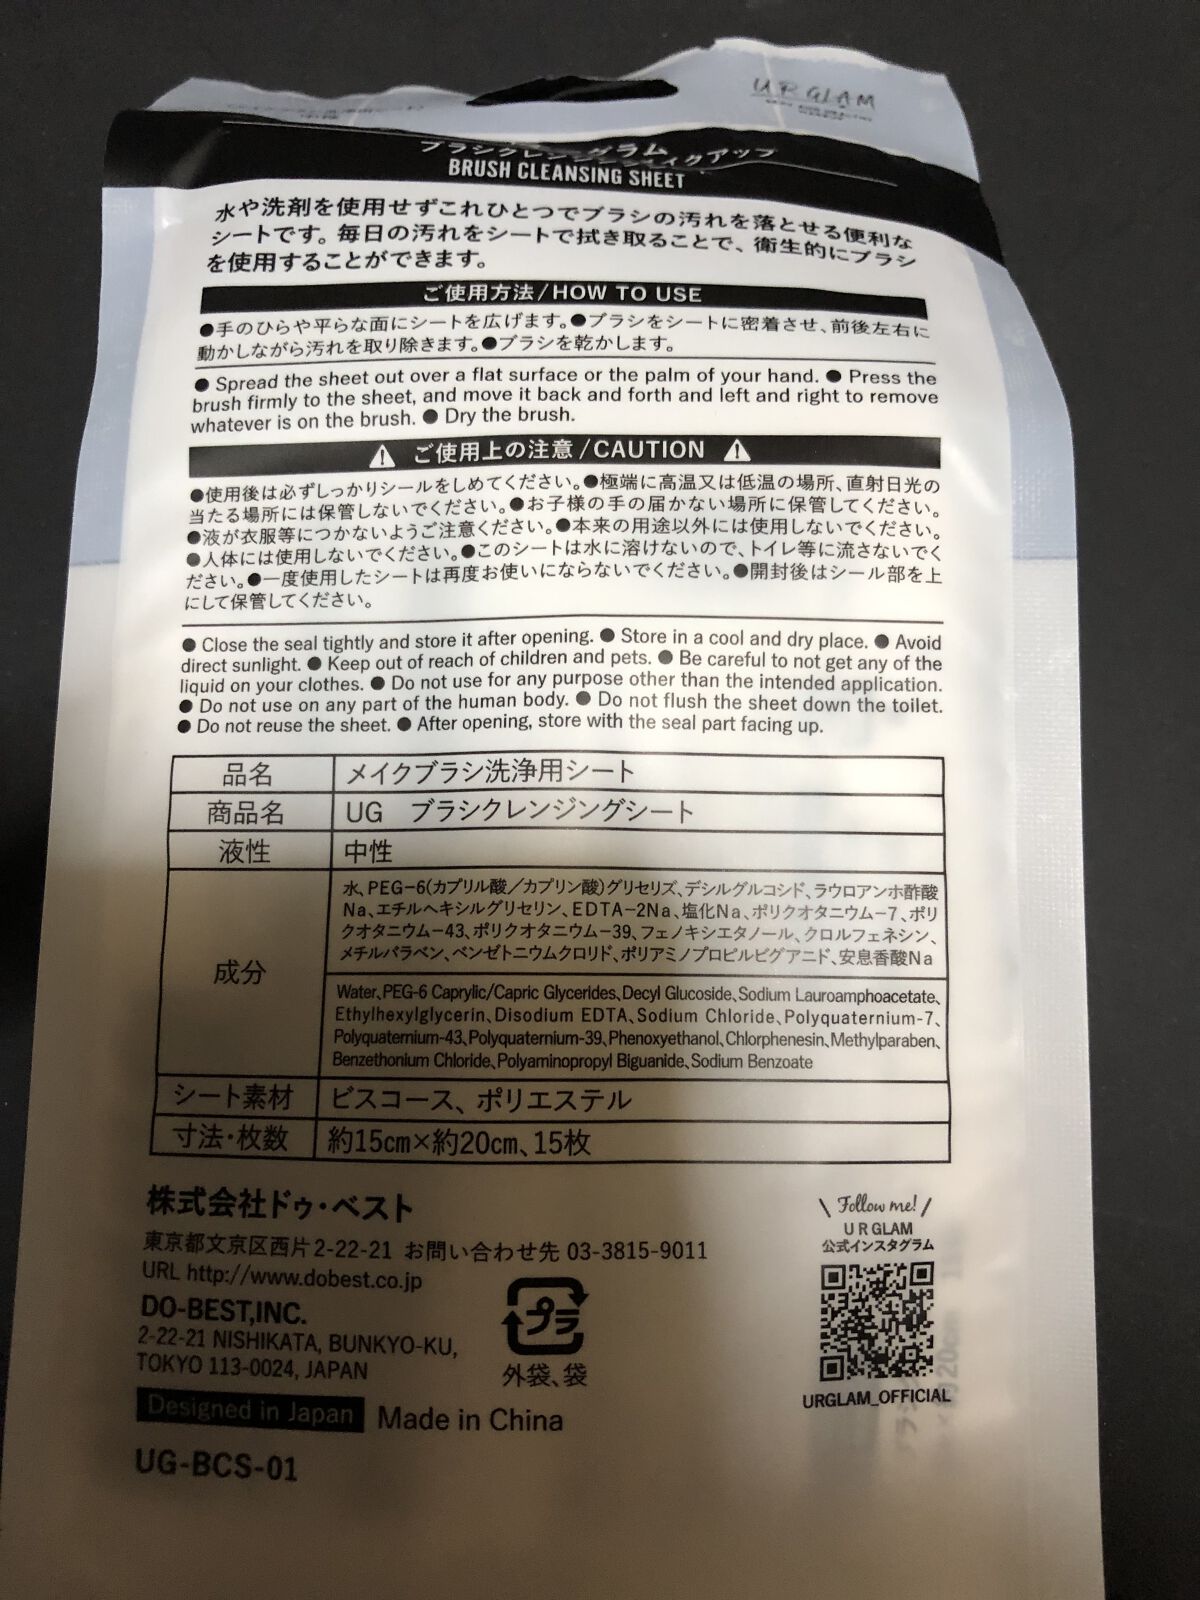 UR GLAM
BRUSH CLEANSING SHEET
水や洗剤を使用せずこれひとつでブラシの汚れを落とせる便利な
シートです。毎日の汚れをシートで拭き取ることで、衛生的にブラシ
を使用することができます。
ご使用方法/HOW TO USE
●手のひらや平らな面にシートを広げます。●ブラシをシートに密着させ、前後左右に
動かしながら汚れを取り除きます。●ブラシを乾かします。
● Spread the sheet out over a flat surface or the palm of your hand. ● Press the
brush firmly to the sheet, and move it back and forth and left and right to remove
whatever is on the brush. ● Dry the brush.
ご使用上の注意/CAUTION
●使用後は必ずしっかりシールをしめてください。●極端に高温又は低温の場所、直射日光の
当たる場所には保管しないでください。●お子様の手の届かない場所に保管してください。
●液が衣服等につかないようご注意ください。●本来の用途以外には使用しないでください。
●人体には使用しないでください。●このシートは水に溶けないので、トイレ等に流さないでく
ださい。●一度使用したシートは再度お使いにならないでください。●開封後はシール部を上
にして保管してください。
● Close the seal tightly and store it after opening. ● Store in a cool and dry place. ● Avoid
direct sunlight. ● Keep out of reach of children and pets. ● Be careful to not get any of the
liquid on your clothes. ● Do not use for any purpose other than the intended application.
● Do not use on any part of the human body. ● Do not flush the sheet down the toilet.
● Do not reuse the sheet. ● After opening, store with the seal part facing up.
品名 メイクブラシ洗浄用シート
商品名 UG ブラシクレンジングシート
液性 中性
成分
水、PEG-6(カプリル酸/カプリン酸)グリセリズ、デシルグルコシド、ラウロアンホ酢酸
Na、エチルヘキシルグリセリン、EDTA-2Na、塩化Na、ポリクオタニウム-7、ポリ
クオタニウム-43、ポリクオタニウム-39、フェノキシエタノール、クロルフェネシン、
メチルパラベン、ベンゼトニウムクロリド、ポリアミノプロピルビグアニド、安息香酸Na
Water、PEG-6 Caprylic/Capric Glycerides、Decyl Glucoside、Sodium Lauroamphoacetate、
Ethylhexylglycerin、Disodium EDTA、Sodium Chloride、Polyquaternium-7、
Polyquaternium-43、Polyquaternium-39、Phenoxyethanol、Chlorphenesin、Methylparaben、
Benzethonium Chloride、Polyaminopropyl Biguanide、Sodium Benzoate
シート素材 ビスコース、ポリエステル
寸法・枚数 約15cm×約20cm、15枚
株式会社ドゥ・ベスト
東京都文京区西片2-22-21 お問い合わせ先 03-3815-9011
URL http://www.dobest.co.jp
DO-BEST,INC.
2-22-21 NISHIKATA, BUNKYO-KU,
TOKYO 113-0024, JAPAN
Designed in Japan Made in China
UG-BCS-01
プラ
外袋、袋
\ Follow me! /
U R GLAM
公式インスタグラム
URGLAM_OFFICIAL